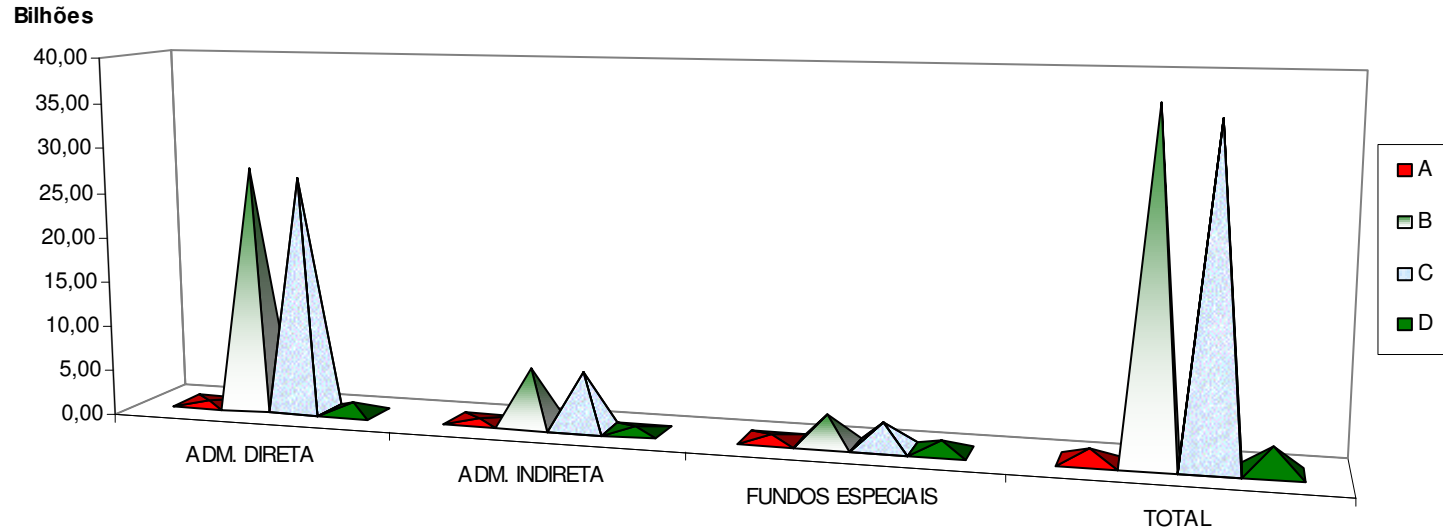 Bilhões
40,00
35,00
30,00
25,00
20,00
15,00
10,00
5,00
0,00
ADM. DIRETA
ADM. INDIRETA
FUNDOS ESPECIAIS
TOTAL
A
B
C
D